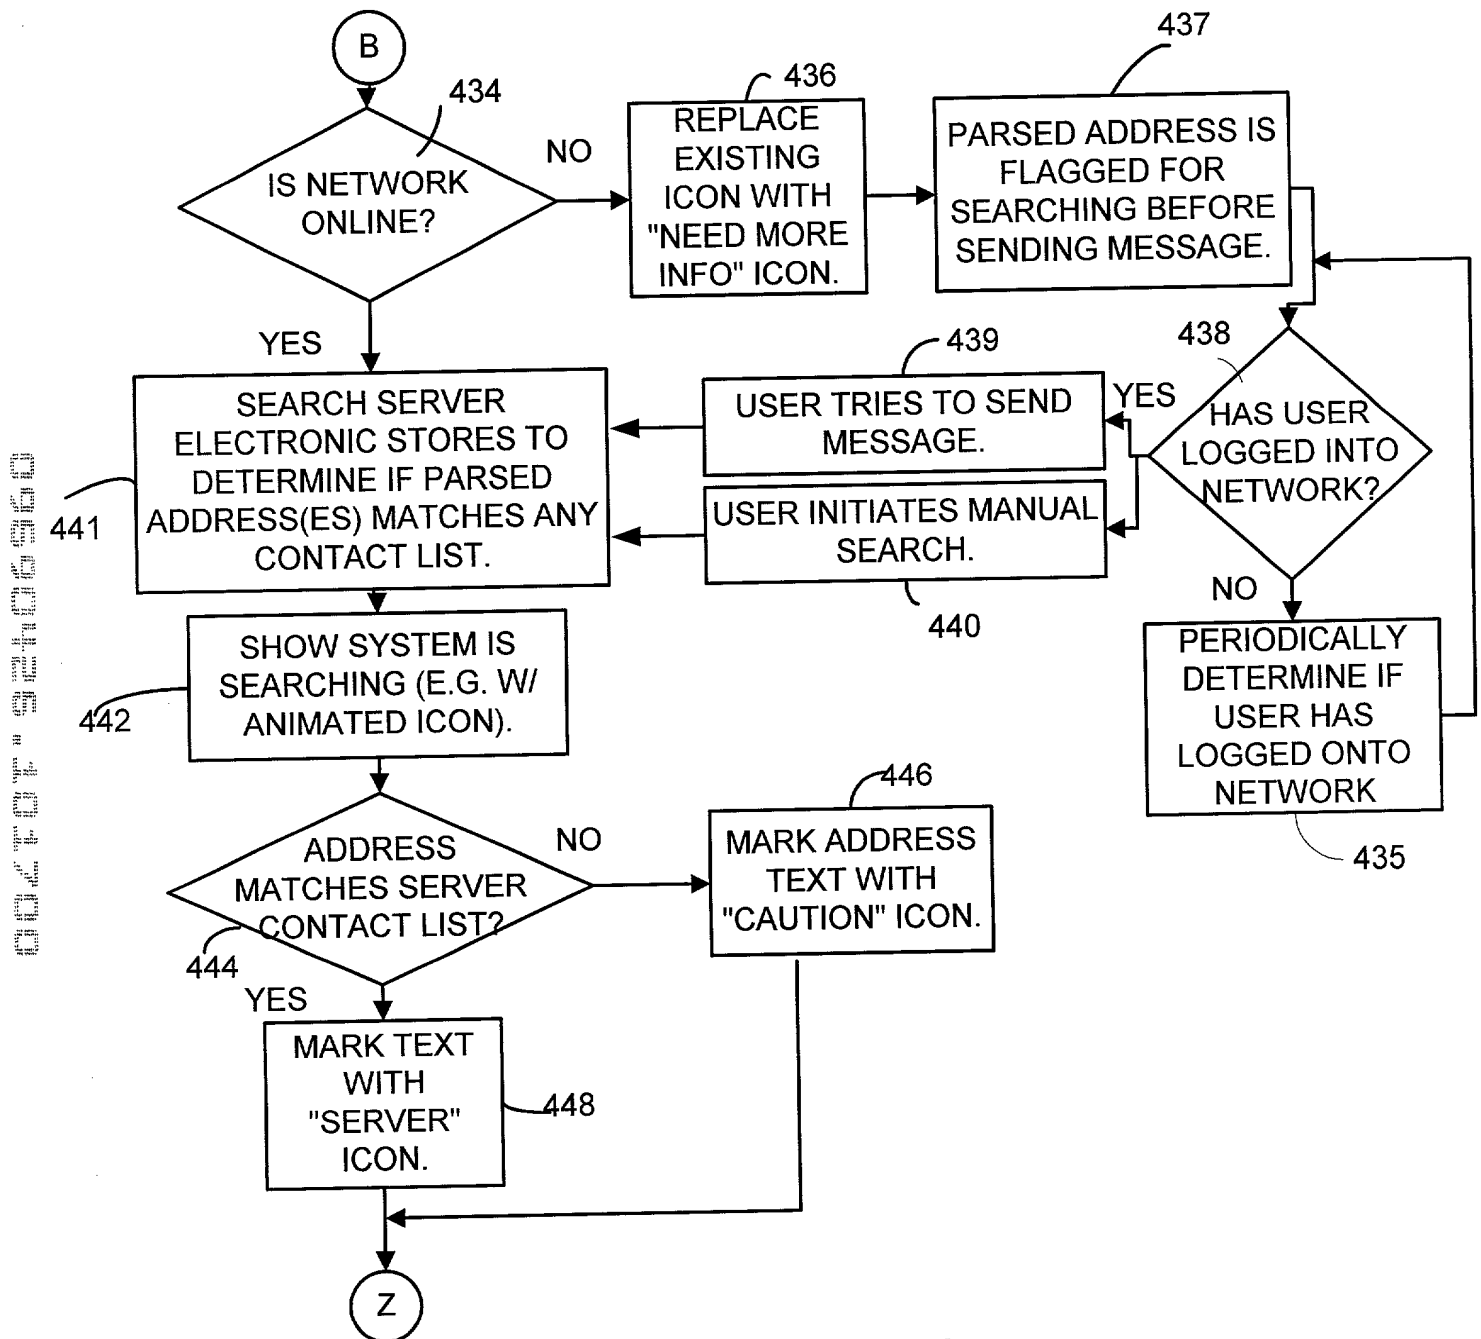 B
434
IS NETWORK
ONLINE?
NO
YES
436
REPLACE
EXISTING
ICON WITH
"NEED MORE
INFO" ICON.
437
PARSED ADDRESS IS
FLAGGED FOR
SEARCHING BEFORE
SENDING MESSAGE.
438
HAS USER
LOGGED INTO
NETWORK?
YES
NO
439
USER TRIES TO SEND
MESSAGE.
USER INITIATES MANUAL
SEARCH.
440
PERIODICALLY
DETERMINE IF
USER HAS
LOGGED ONTO
NETWORK
435
SEARCH SERVER
ELECTRONIC STORES TO
DETERMINE IF PARSED
ADDRESS(ES) MATCHES ANY
CONTACT LIST.
441
SHOW SYSTEM IS
SEARCHING (E.G. W/
ANIMATED ICON).
442
ADDRESS
MATCHES SERVER
CONTACT LIST?
444
NO
YES
446
MARK ADDRESS
TEXT WITH
"CAUTION" ICON.
MARK TEXT
WITH
"SERVER"
ICON.
448
Z